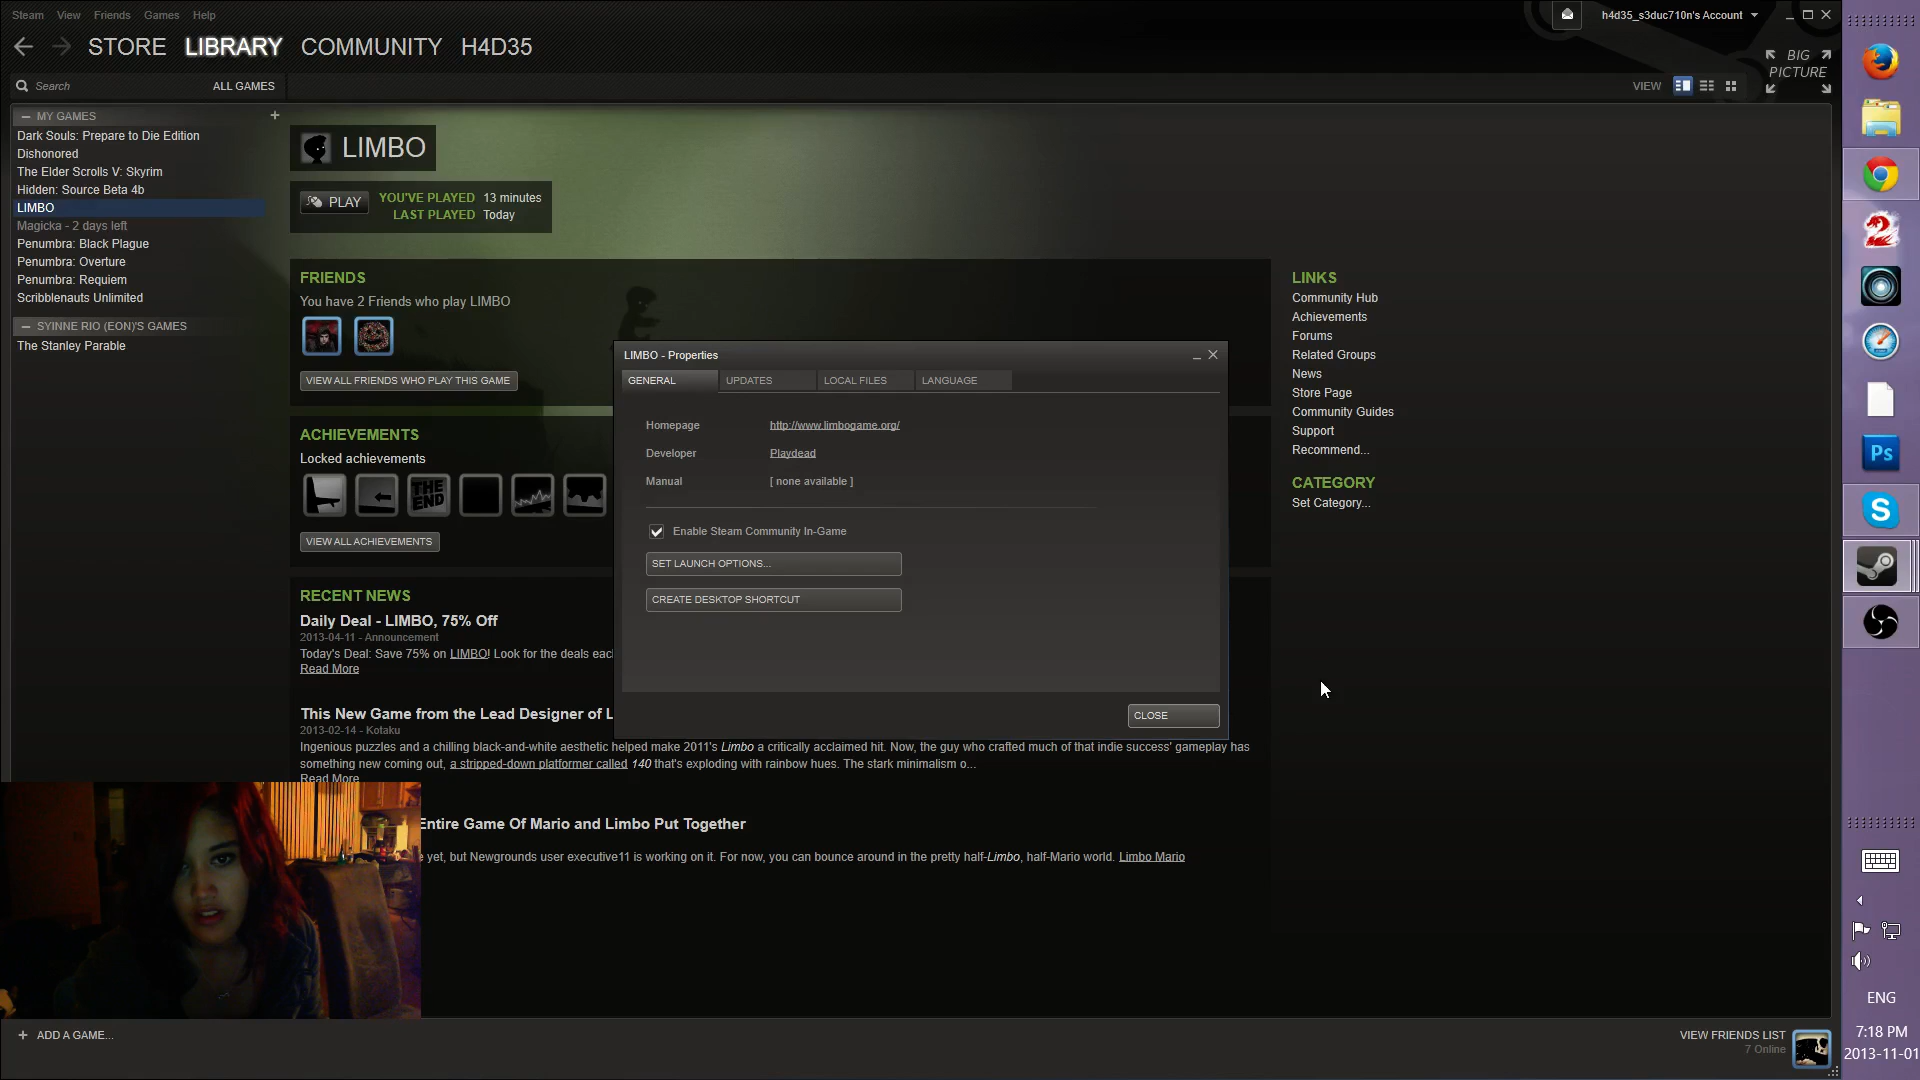 Steam View Friends Games Help
h4d35_s3duc710n's Account
STORE LIBRARY COMMUNITY H4D35
BIG PICTURE
Search
ALL GAMES
VIEW
MY GAMES
Dark Souls: Prepare to Die Edition
Dishonored
The Elder Scrolls V: Skyrim
Hidden: Source Beta 4b
LIMBO
Magicka - 2 days left
Penumbra: Black Plague
Penumbra: Overture
Penumbra: Requiem
Scribblenauts Unlimited
SYINNE RIO (EON)'S GAMES
The Stanley Parable
LIMBO
PLAY
YOU'VE PLAYED 13 minutes
LAST PLAYED Today
FRIENDS
You have 2 Friends who play LIMBO
VIEW ALL FRIENDS WHO PLAY THIS GAME
ACHIEVEMENTS
Locked achievements
THE END
VIEW ALL ACHIEVEMENTS
RECENT NEWS
Daily Deal - LIMBO, 75% Off
2013-04-11 - Announcement
Today's Deal: Save 75% on LIMBO! Look for the deals eac
Read More
This New Game from the Lead Designer of L
2013-02-14 - Kotaku
Ingenious puzzles and a chilling black-and-white aesthetic helped make 2011's Limbo a critically acclaimed hit. Now, the guy who crafted much of that indie success' gameplay has
something new coming out, a stripped-down platformer called 140 that's exploding with rainbow hues. The stark minimalism o...
Read More
Entire Game Of Mario and Limbo Put Together
e yet, but Newgrounds user executive11 is working on it. For now, you can bounce around in the pretty half-Limbo, half-Mario world. Limbo Mario
LIMBO - Properties
GENERAL UPDATES LOCAL FILES LANGUAGE
Homepage http://www.limbogame.org/
Developer Playdead
Manual [ none available ]
Enable Steam Community In-Game
SET LAUNCH OPTIONS...
CREATE DESKTOP SHORTCUT
CLOSE
LINKS
Community Hub
Achievements
Forums
Related Groups
News
Store Page
Community Guides
Support
Recommend...
CATEGORY
Set Category...
ADD A GAME...
VIEW FRIENDS LIST
7 Online
Ps
ENG
7:18 PM
2013-11-01